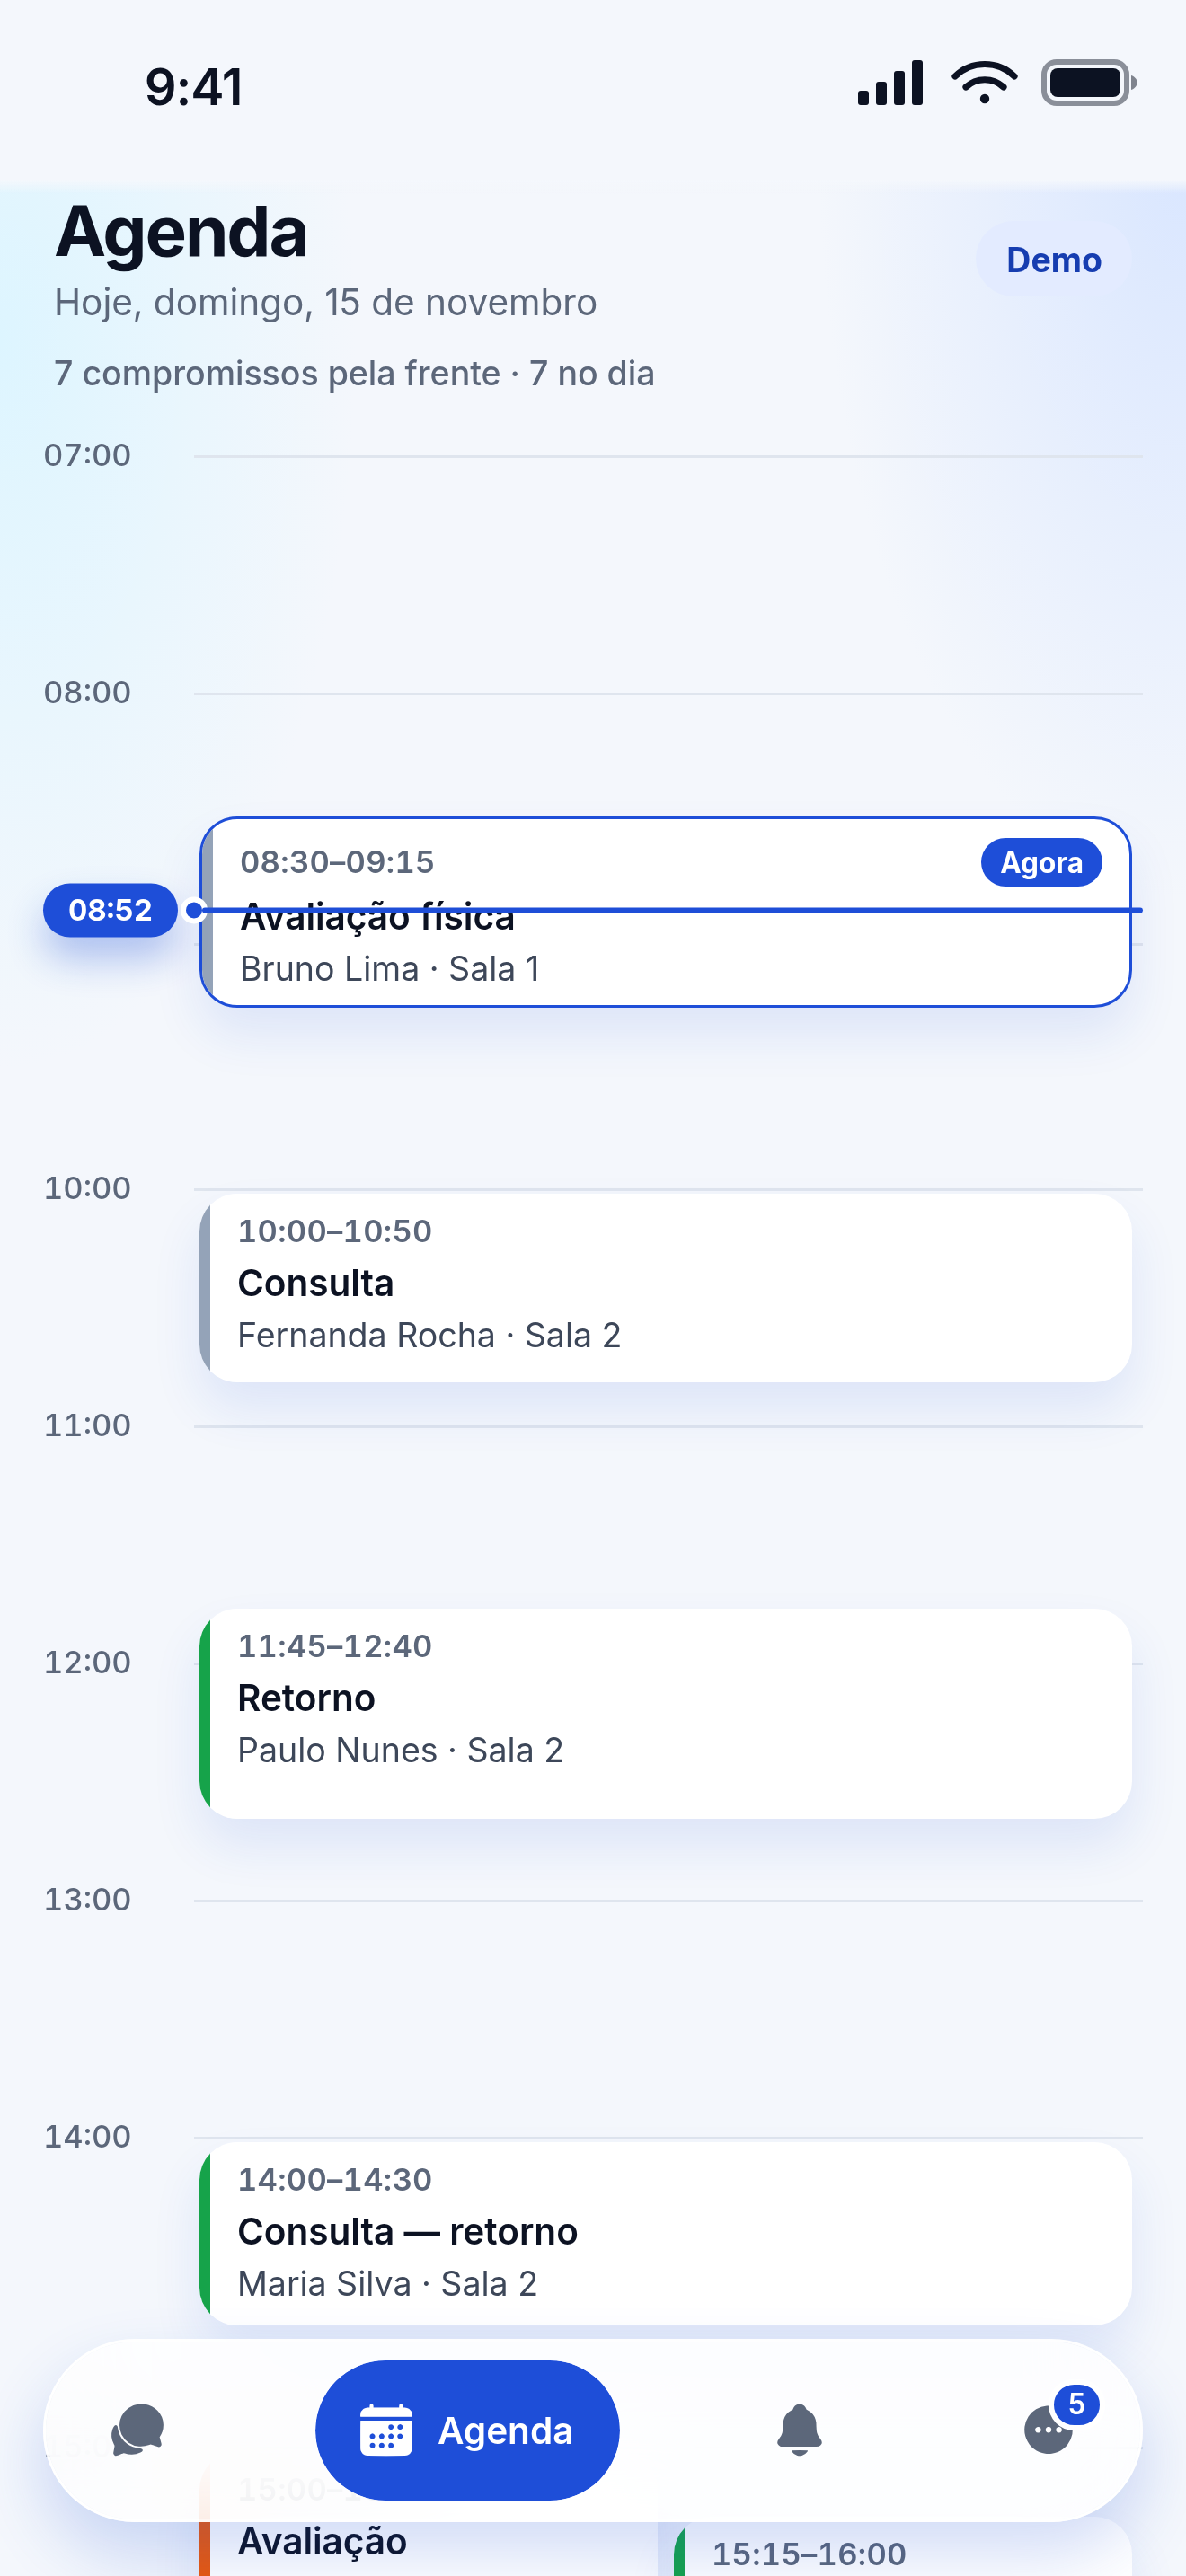 9:41
Agenda
Demo
Hoje, domingo, 15 de novembro
7 compromissos pela frente · 7 no dia
07:00
08:00
08:30–09:15
Agora
08:52
Avaliação física
Bruno Lima · Sala 1
10:00
10:00–10:50
Consulta
Fernanda Rocha · Sala 2
11:00
11:45–12:40
12:00
Retorno
Paulo Nunes · Sala 2
13:00
14:00
14:00–14:30
Consulta — retorno
Maria Silva · Sala 2
5
Agenda
Avaliação
15:15–16:00